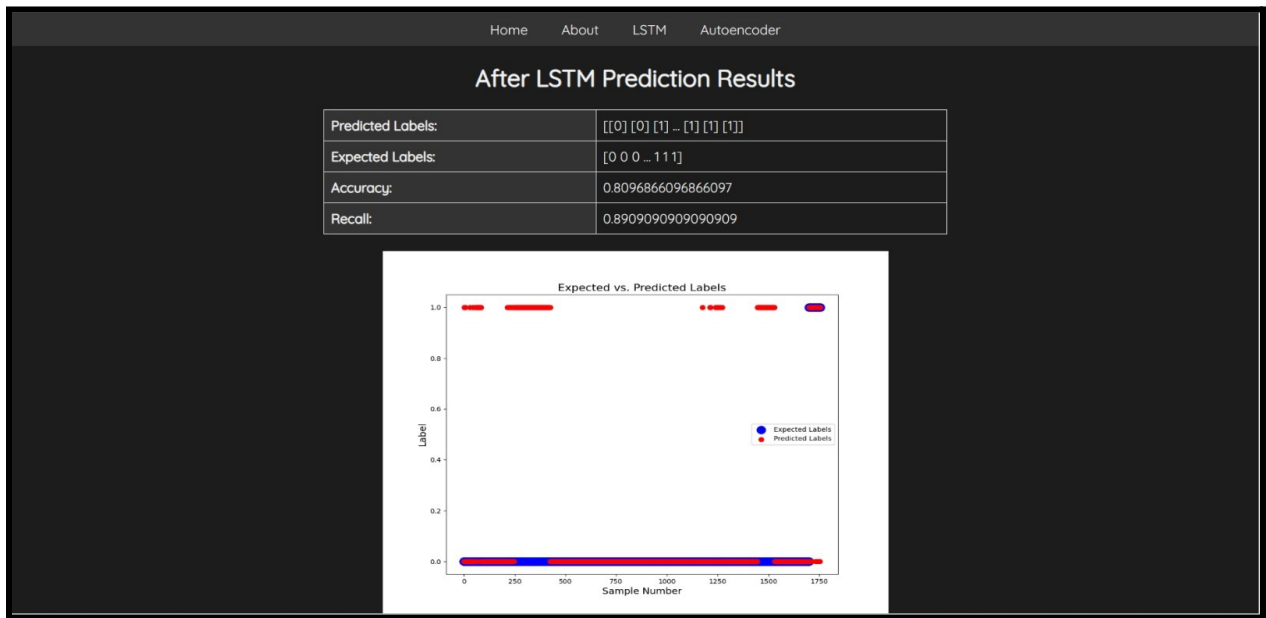 Home About LSTM Autoencoder
After LSTM Prediction Results
Predicted Labels: [[0] [0] [1] ... [1] [1] [1]]
Expected Labels: [0 0 0 ... 1 1 1]
Accuracy: 0.8096866096866097
Recall: 0.8909090909090909
Expected vs. Predicted Labels
1.0
0.8
0.6
Label
Expected Labels
Predicted Labels
0.4
0.2
0.0
0 250 500 750 1000 1250 1500 1750
Sample Number